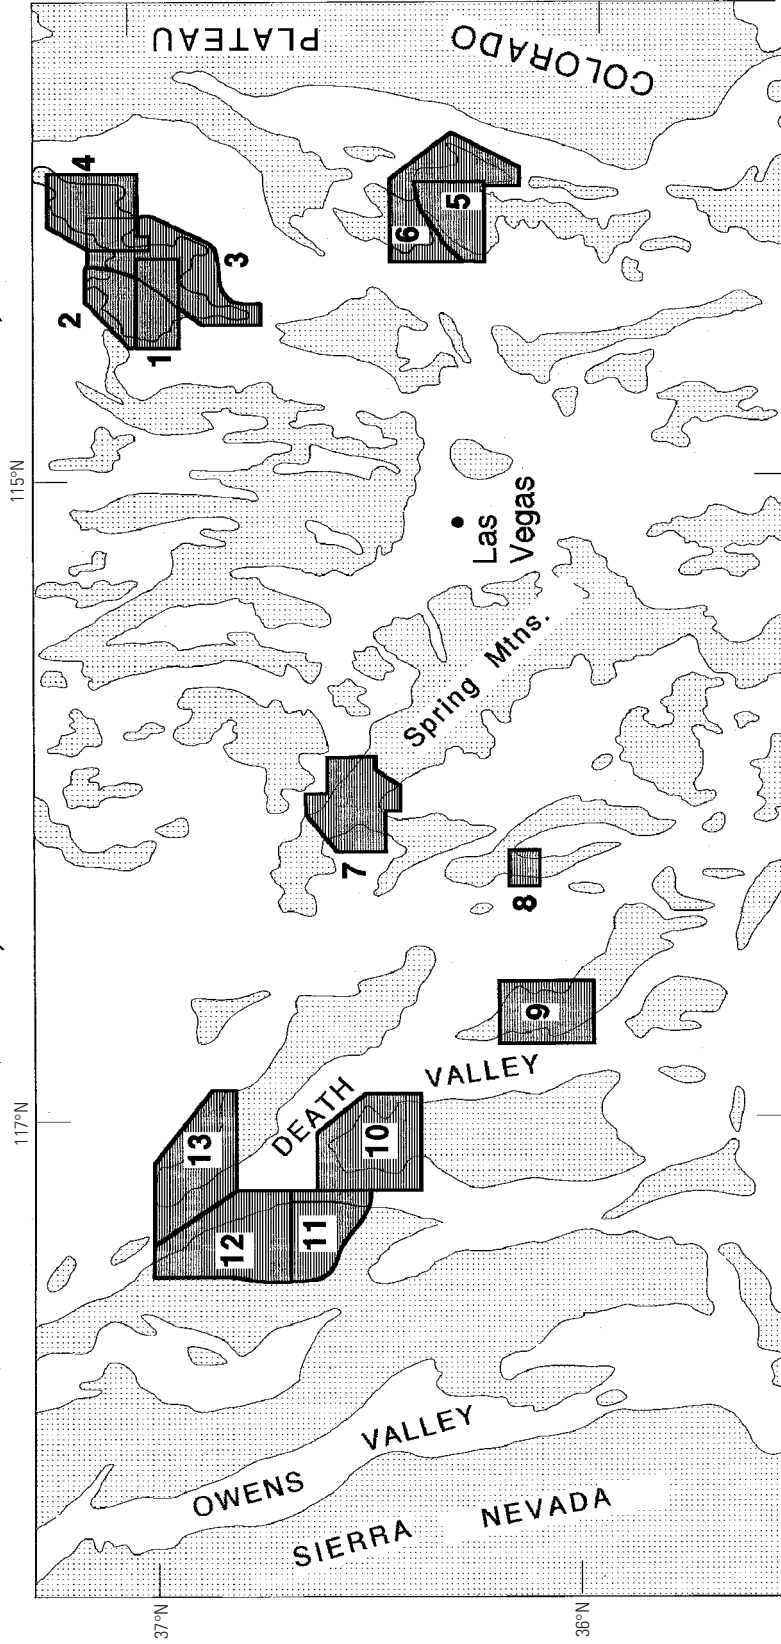 117°N
115°N
37°N
36°N
SIERRA NEVADA
OWENS VALLEY
DEATH VALLEY
Spring Mtns.
Las
Vegas
COLORADO
PLATEAU
1
2
3
4
5
6
7
8
9
10
11
12
13